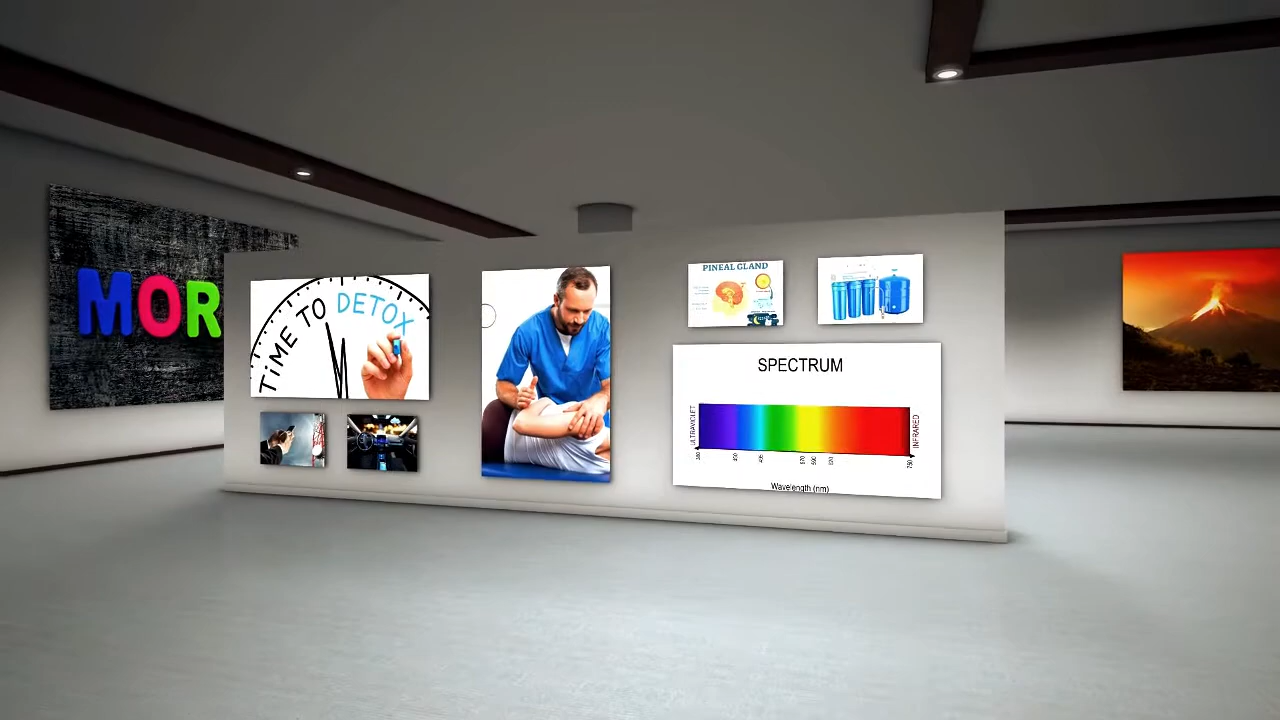 MOR
TIME TO DETOX
PINEAL GLAND
SPECTRUM
ULTRAVIOLET
INFRARED
Wavelength (nm)